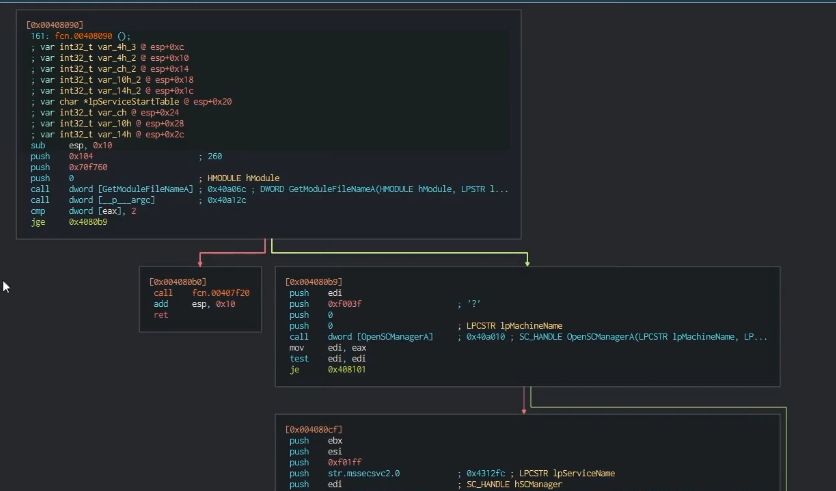 [0x00408090]
161: fcn.00408090 ();
; var int32_t var_4h_3 @ esp+0xc
; var int32_t var_4h_2 @ esp+0x10
; var int32_t var_ch_2 @ esp+0x14
; var int32_t var_10h_2 @ esp+0x18
; var int32_t var_14h_2 @ esp+0x1c
; var char *lpServiceStartTable @ esp+0x20
; var int32_t var_ch @ esp+0x24
; var int32_t var_10h @ esp+0x28
; var int32_t var_14h @ esp+0x2c
sub esp, 0x10
push 0x104 ; 260
push 0x70f760
push 0 ; HMODULE hModule
call dword [GetModuleFileNameA] ; 0x40a06c ; DWORD GetModuleFileNameA(HMODULE hModule, LPSTR l...
call dword [__p___argc] ; 0x40a12c
cmp dword [eax], 2
jge 0x4080b9
[0x004080b0]
call fcn.00407f20
add esp, 0x10
ret
[0x004080b9]
push edi
push 0xf003f ; '?'
push 0
push 0 ; LPCSTR lpMachineName
call dword [OpenSCManagerA] ; 0x40a010 ; SC_HANDLE OpenSCManagerA(LPCSTR lpMachineName, LP...
mov edi, eax
test edi, edi
je 0x408101
[0x004080cf]
push ebx
push esi
push 0xf01ff
push str.mssecsvc2.0 ; 0x4312fc ; LPCSTR lpServiceName
push edi ; SC_HANDLE hSCManager